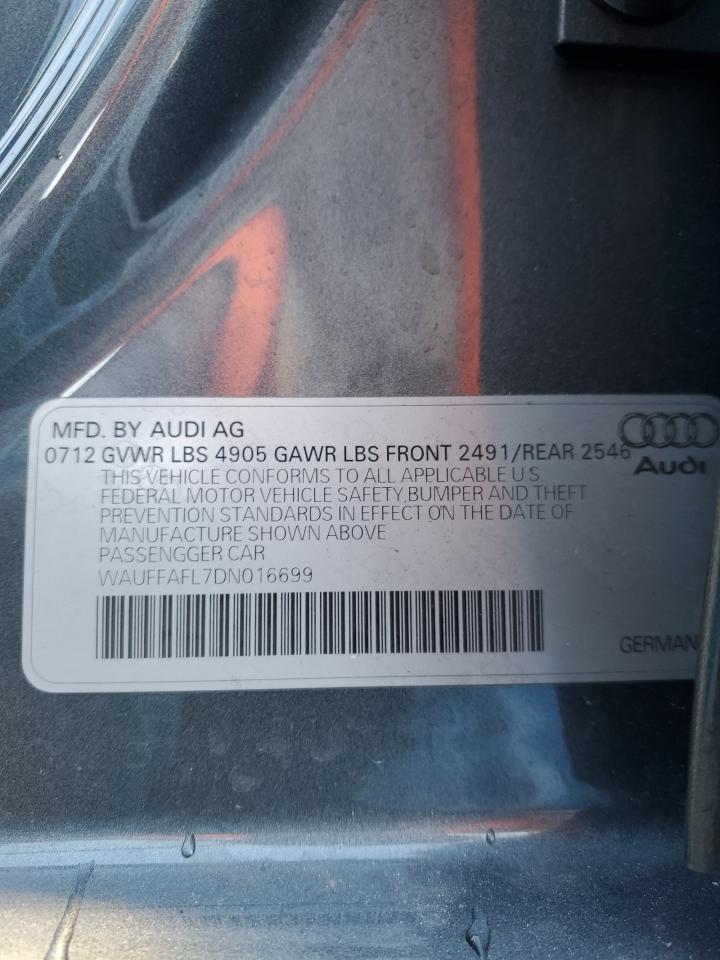 MFD. BY AUDI AG
0712 GVWR LBS 4905 GAWR LBS FRONT 2491/REAR 2546
Audi
THIS VEHICLE CONFORMS TO ALL APPLICABLE U S
FEDERAL MOTOR VEHICLE SAFETY,BUMPER AND THEFT
PREVENTION STANDARDS IN EFFECT ON THE DATE OF
MANUFACTURE SHOWN ABOVE
PASSENGGER CAR
WAUFFAFL7DN016699
GERMAN